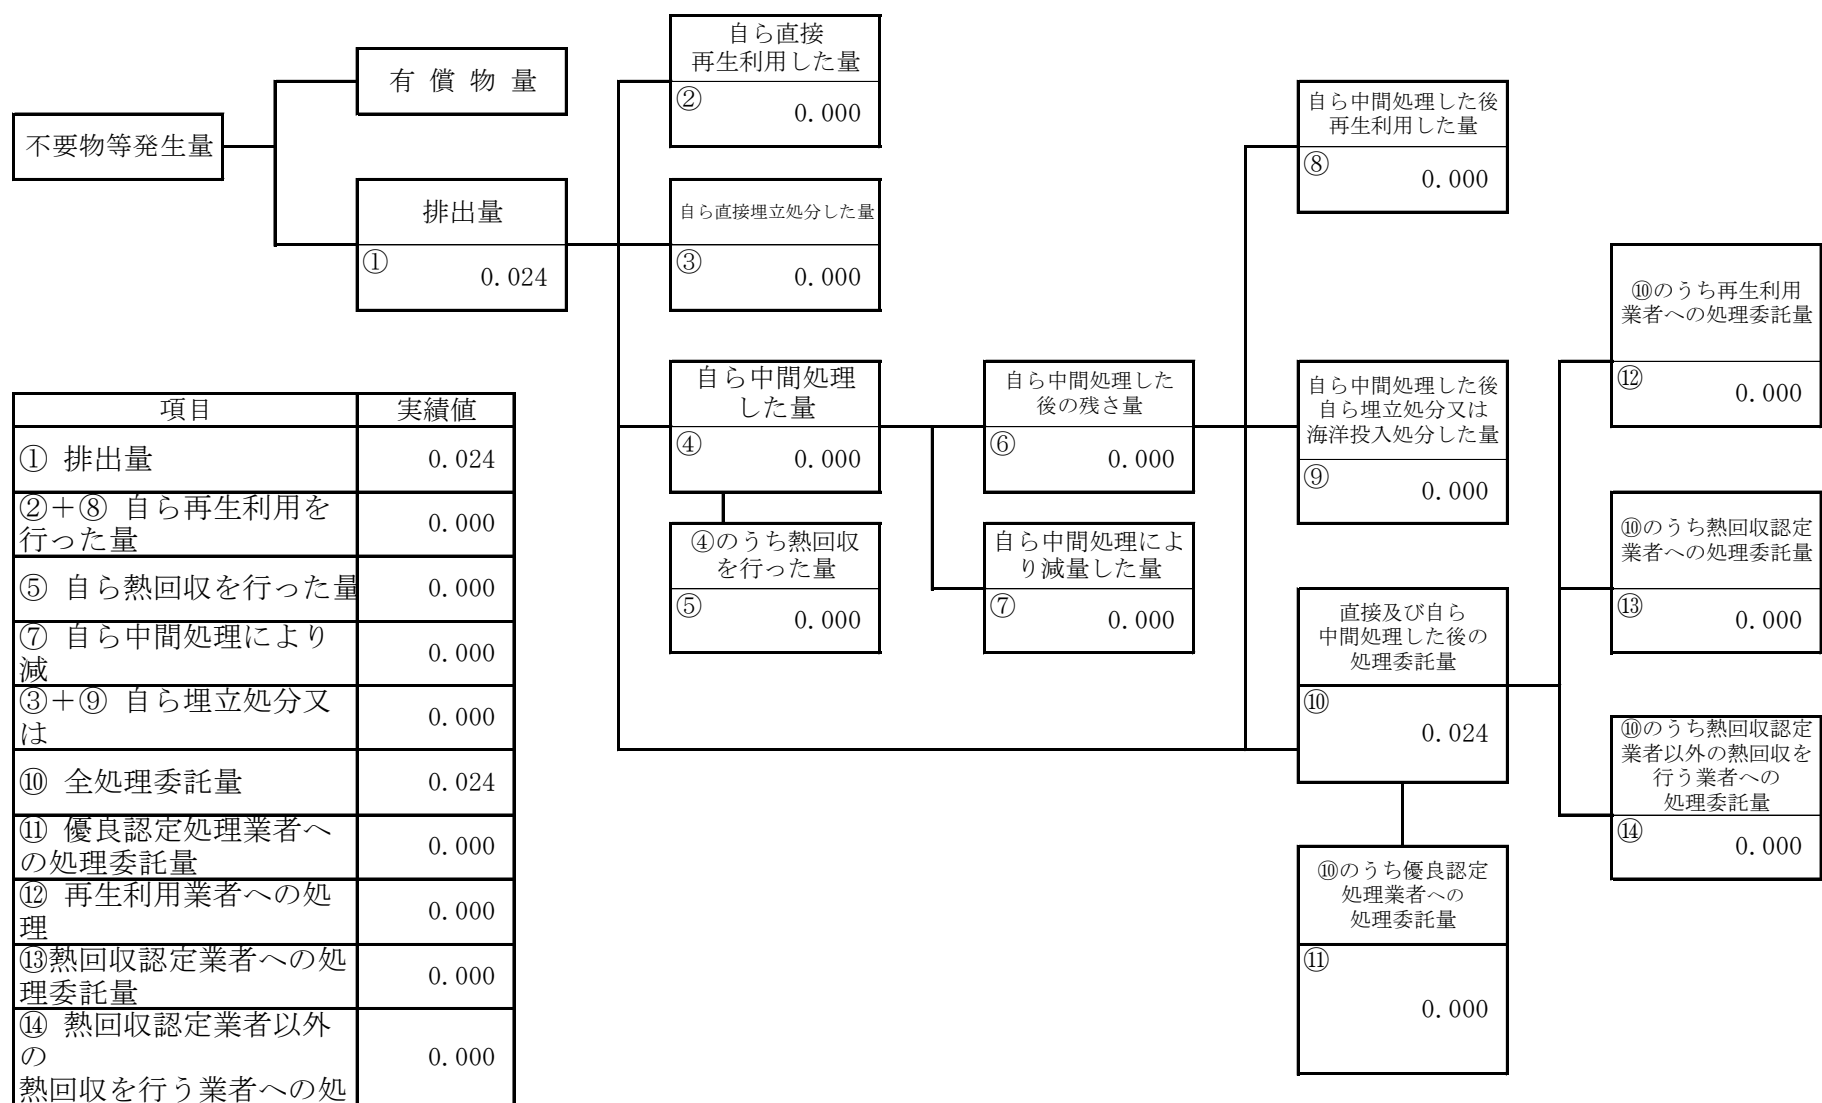 不要物等発生量
有 償 物 量
排出量
①
0.024
自ら直接
再生利用した量
②
0.000
自ら直接埋立処分した量
③
0.000
自ら中間処理
した量
④
0.000
④のうち熱回収
を行った量
⑤
0.000
自ら中間処理した
後の残さ量
⑥
0.000
自ら中間処理によ
り減量した量
⑦
0.000
自ら中間処理した後
再生利用した量
⑧
0.000
自ら中間処理した後
自ら埋立処分又は
海洋投入処分した量
⑨
0.000
直接及び自ら
中間処理した後の
処理委託量
⑩
0.024
⑩のうち優良認定
処理業者への
処理委託量
⑪
0.000
⑩のうち再生利用
業者への処理委託量
⑫
0.000
⑩のうち熱回収認定
業者への処理委託量
⑬
0.000
⑩のうち熱回収認定
業者以外の熱回収を
行う業者への
処理委託量
⑭
0.000
項目 実績値
① 排出量 0.024
②＋⑧ 自ら再生利用を
行った量 0.000
⑤ 自ら熱回収を行った量 0.000
⑦ 自ら中間処理により
減 0.000
③＋⑨ 自ら埋立処分又
は 0.000
⑩ 全処理委託量 0.024
⑪ 優良認定処理業者へ
の処理委託量 0.000
⑫ 再生利用業者への処
理 0.000
⑬熱回収認定業者への処
理委託量 0.000
⑭ 熱回収認定業者以外
の 0.000
熱回収を行う業者への処